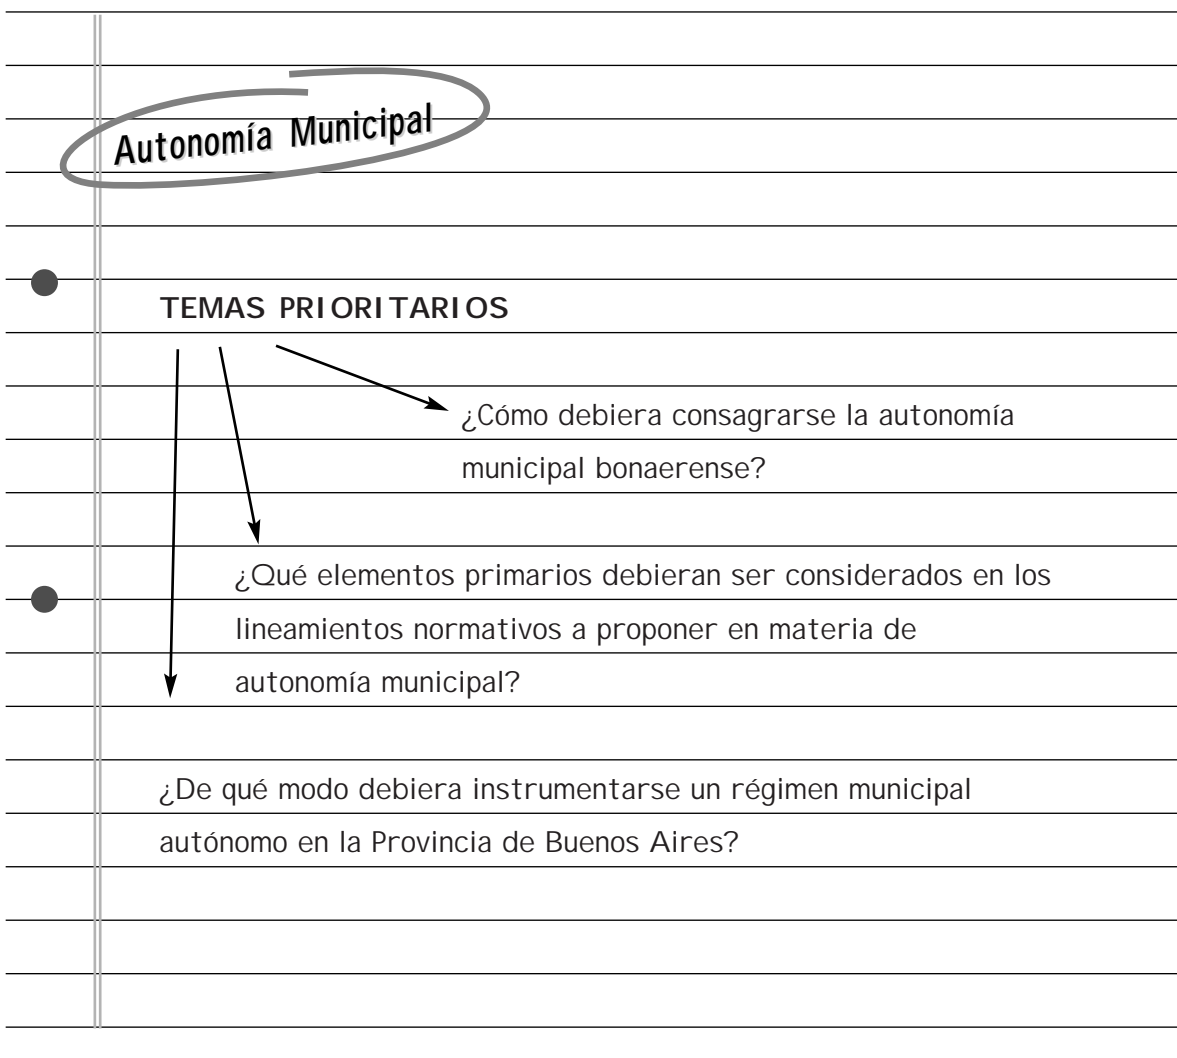 Autonomía Municipal
TEMAS PRIORITARIOS
¿Cómo debiera consagrarse la autonomía
municipal bonaerense?
¿Qué elementos primarios debieran ser considerados en los
lineamientos normativos a proponer en materia de
autonomía municipal?
¿De qué modo debiera instrumentarse un régimen municipal
autónomo en la Provincia de Buenos Aires?